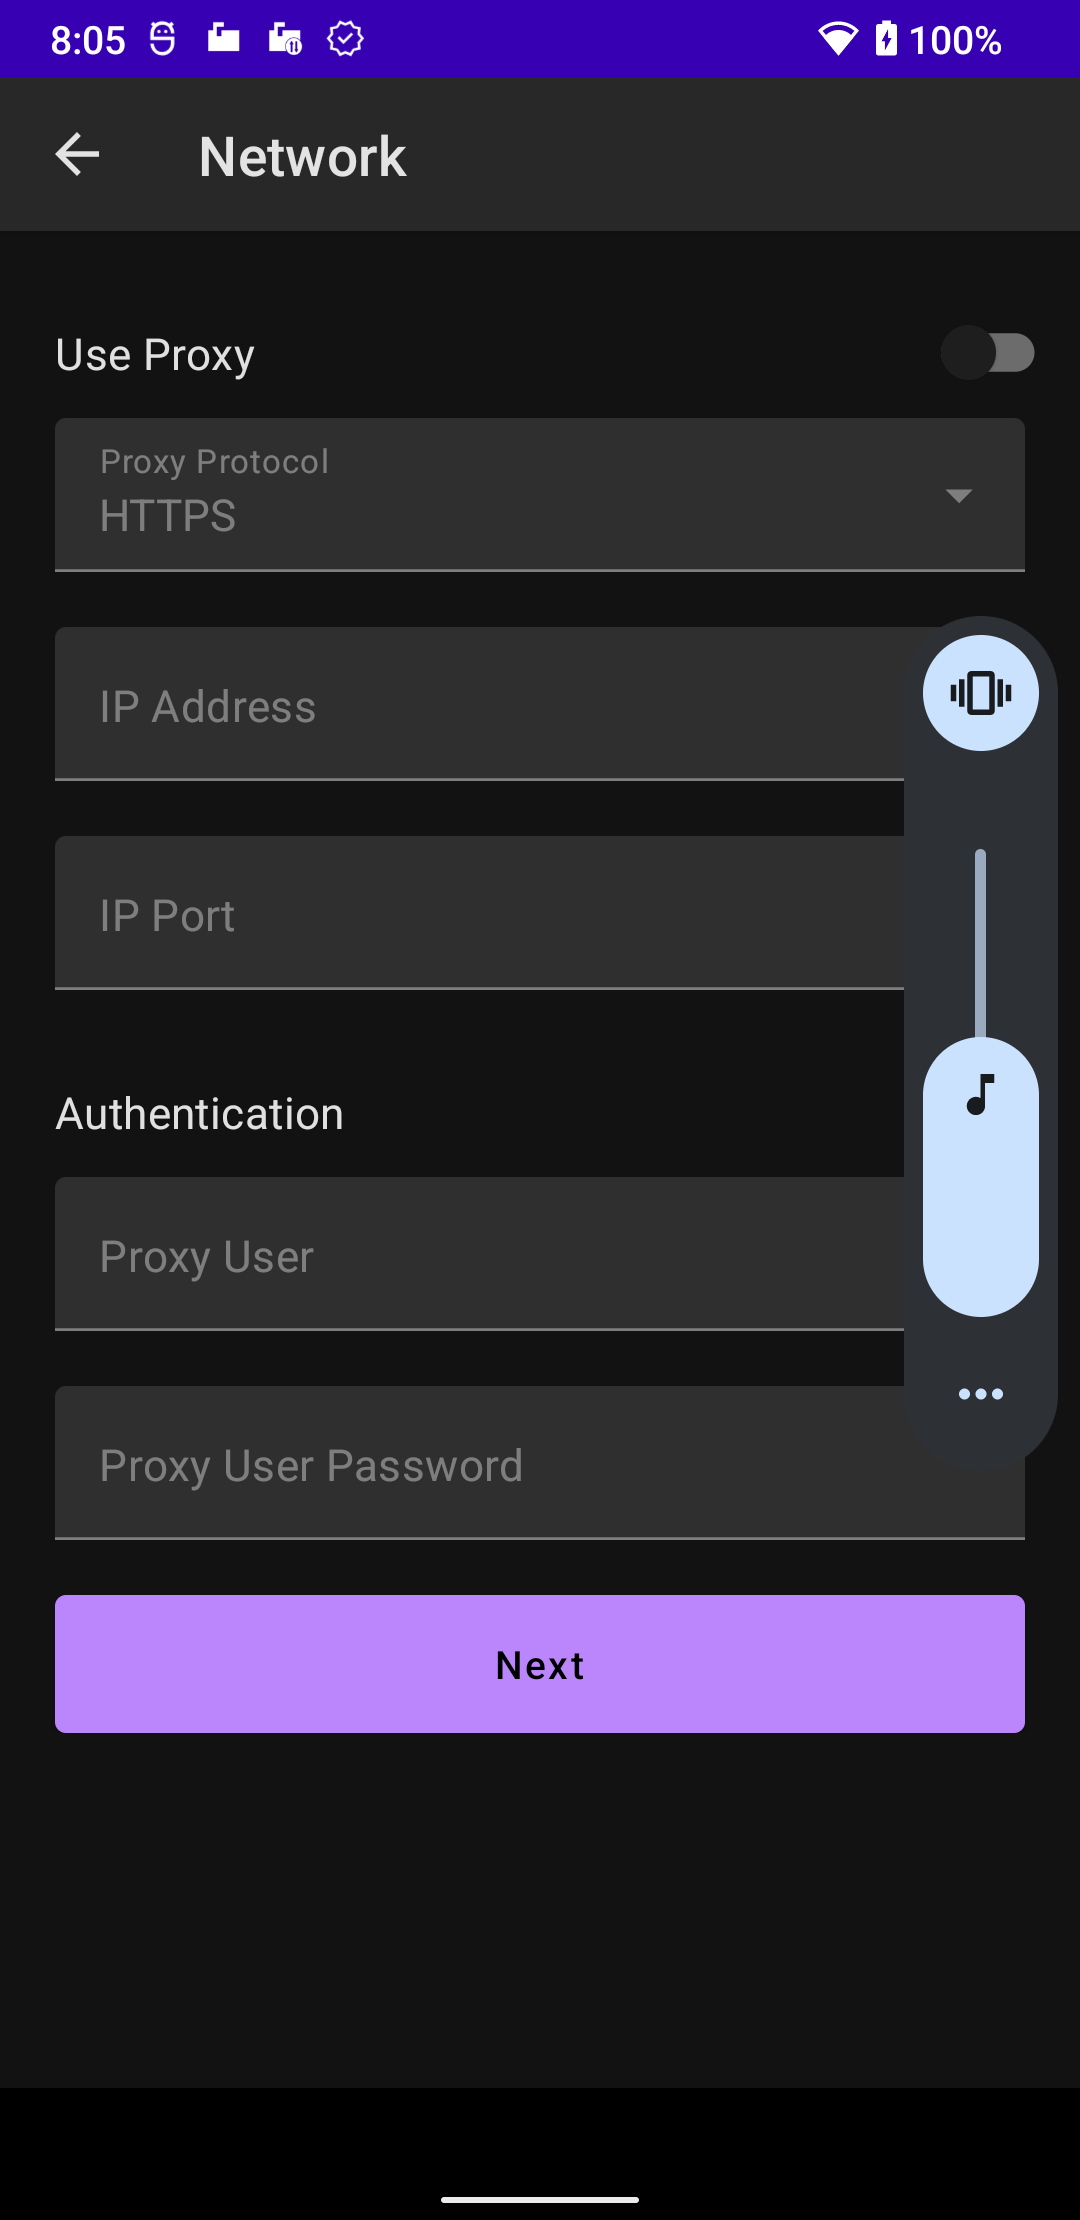 8:05
100%
Network
Use Proxy
Proxy Protocol
HTTPS
IP Address
IP Port
Authentication
Proxy User
Proxy User Password
Next